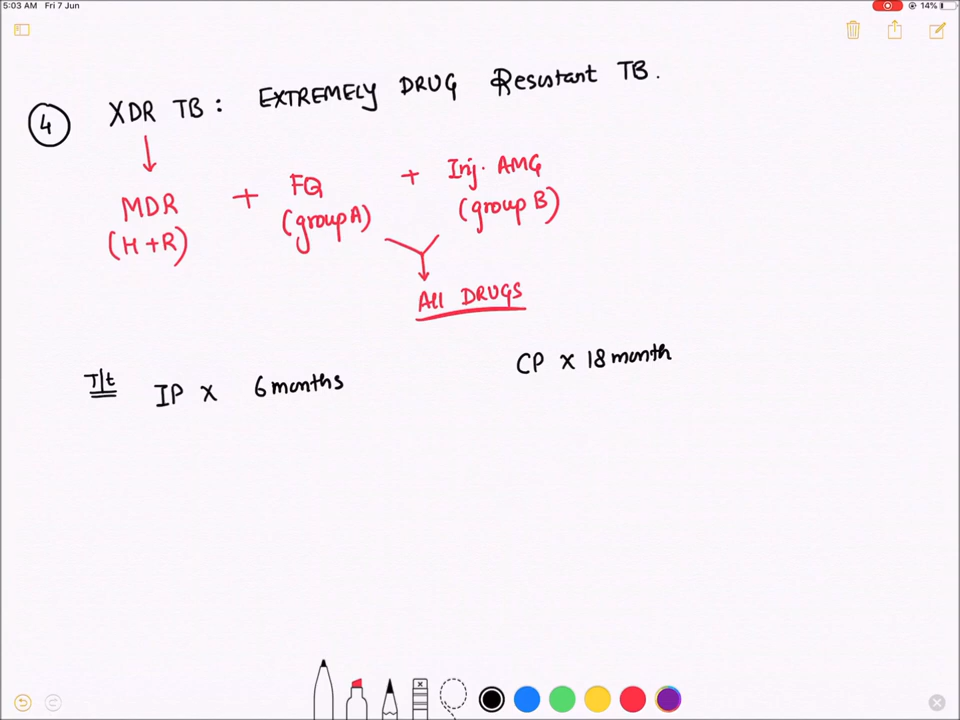 5:03 AM Fri 7 Jun 14%
4 XDR TB : EXTREMELY DRUG Resistant TB.
MDR + FQ + Inj. AMG
(H+R) (group A) (group B)
All DRUGS
T/t IP x 6 months CP x 18 month